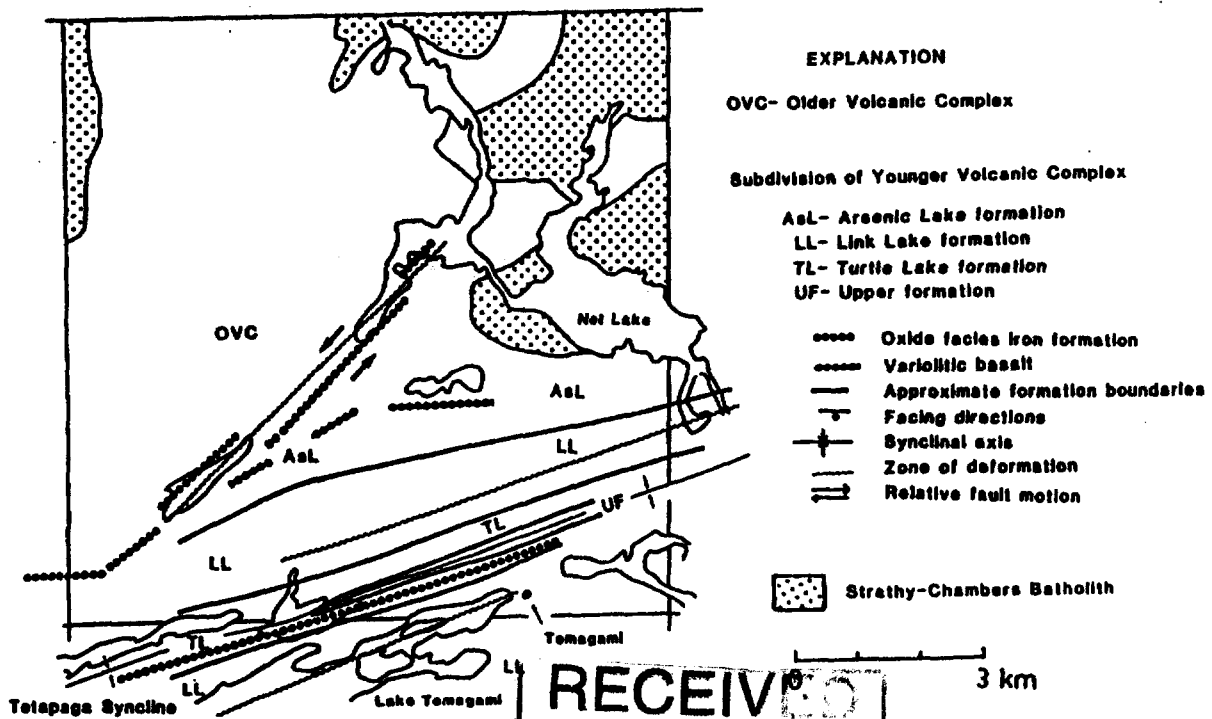 EXPLANATION
OVC- Older Volcanic Complex
Subdivision of Younger Volcanic Complex
AsL- Arsenic Lake formation
LL- Link Lake formation
TL- Turtle Lake formation
UF- Upper formation
Oxide facies iron formation
Variolitic basalt
Approximate formation boundaries
Facing directions
Synclinal axis
Zone of deformation
Relative fault motion
Strathy-Chambers Batholith
OVC
Net Lake
AsL
LL
AsL
UF
TL
LL
TL
Temagami
LL
LL
Tetapaga Syncline
Lake Temagami
RECEIV
0
3 km